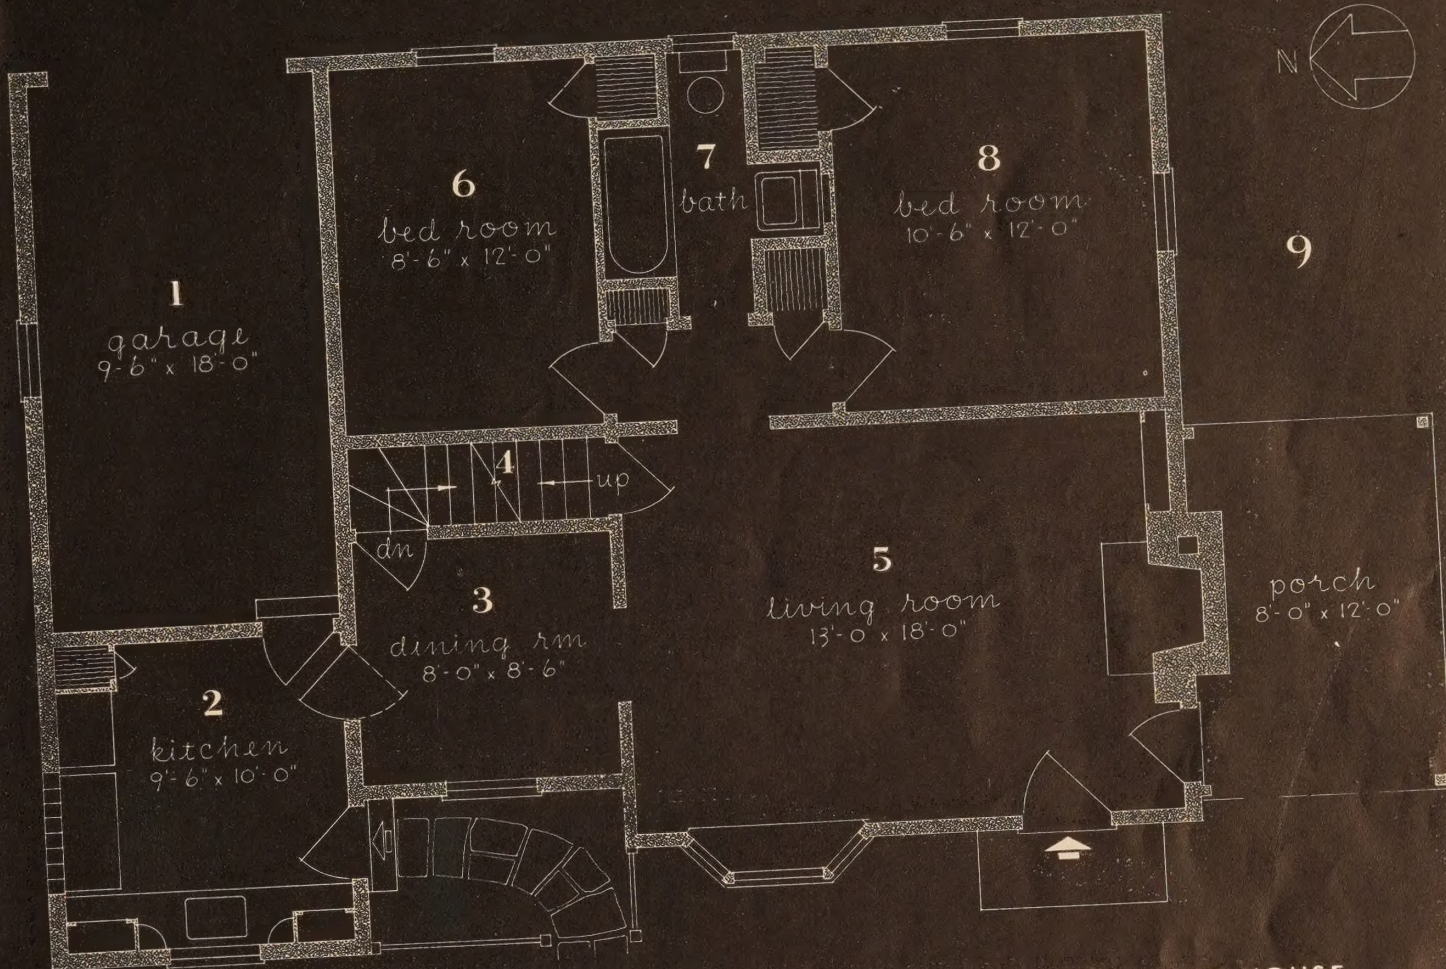 N
6
bed room
8'-6" x 12'-0"
7
bath
8
bed room
10'-6" x 12'-0"
9
1
garage
9-6" x 18'-0"
4
up
dn
3
dining rm
8'-0" x 8'-6"
5
living room
13'-0 x 18'-0"
porch
8'-0" x 12'-0"
2
kitchen
9'-6" x 10'-0"